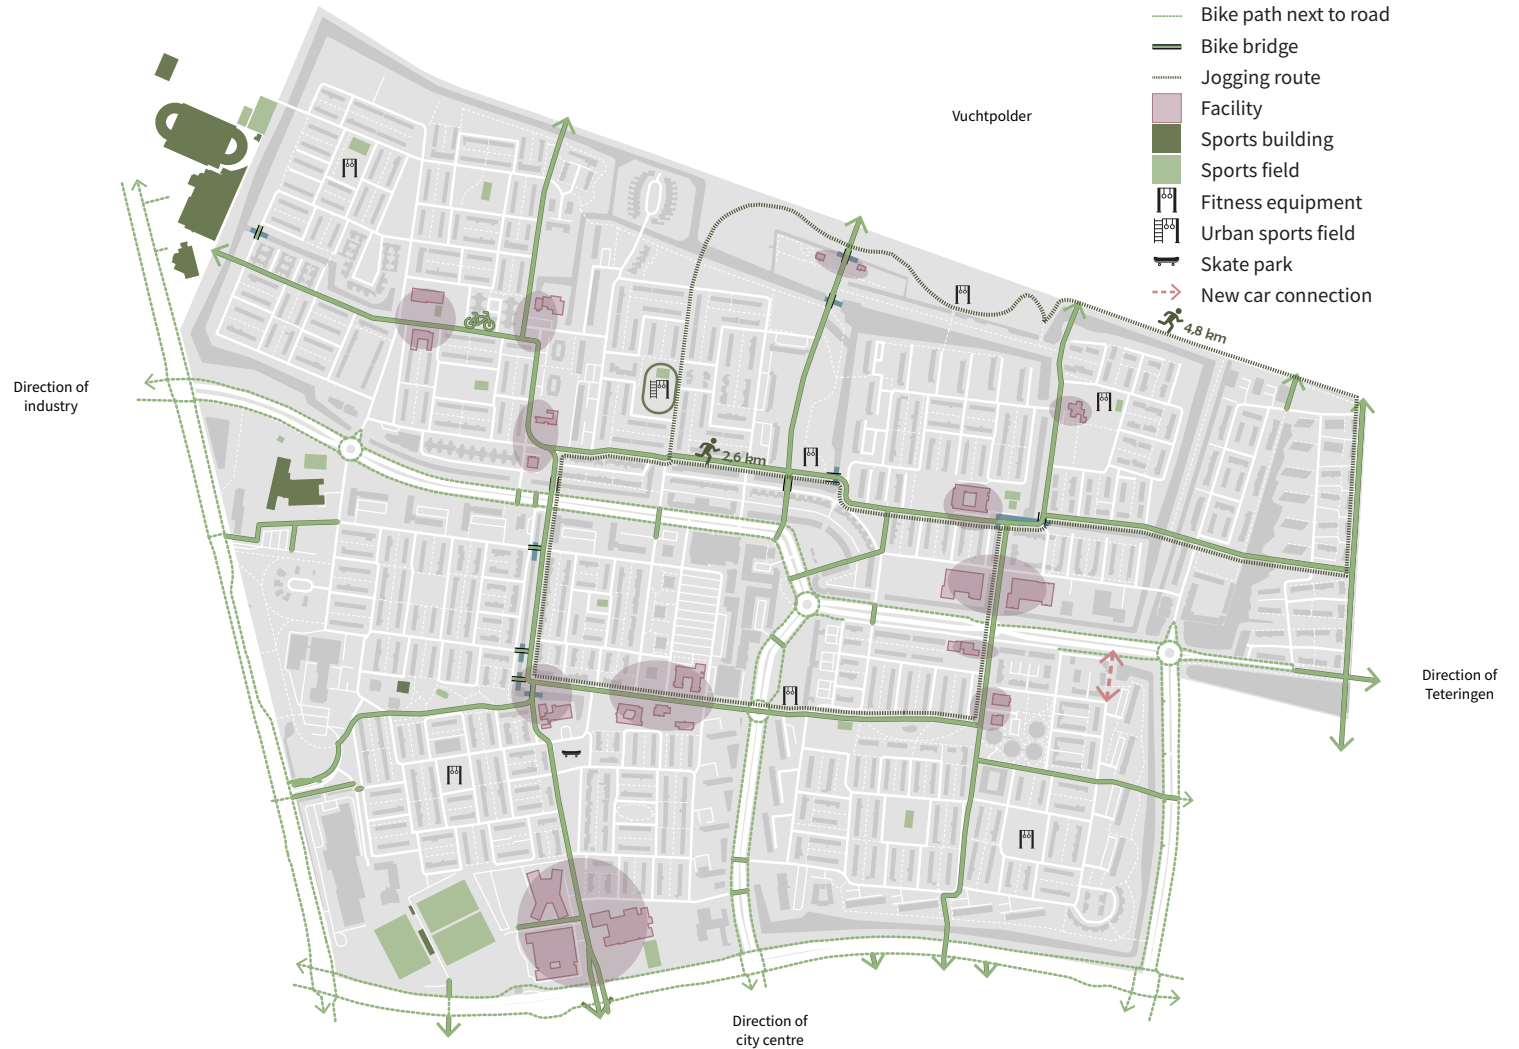 Bike path next to road
Bike bridge
Jogging route
Facility
Sports building
Sports field
Fitness equipment
Urban sports field
Skate park
New car connection
Vuchtpolder
4,8 km
Direction of
industry
2,6 km
Direction of
Teteringen
Direction of
city centre